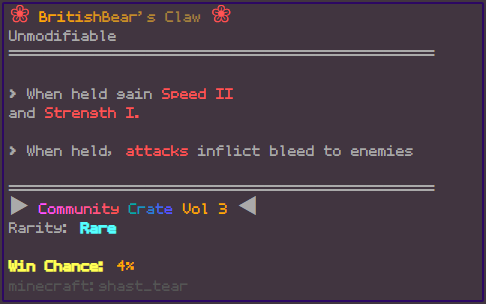 ❀ BritishBear's Claw ❀
Unmodifiable
> When held gain Speed II
and Strength I.
> When held, attacks inflict bleed to enemies
▶ Community Crate Vol 3 ◀
Rarity: Rare
Win Chance: 4%
minecraft:ghast_tear